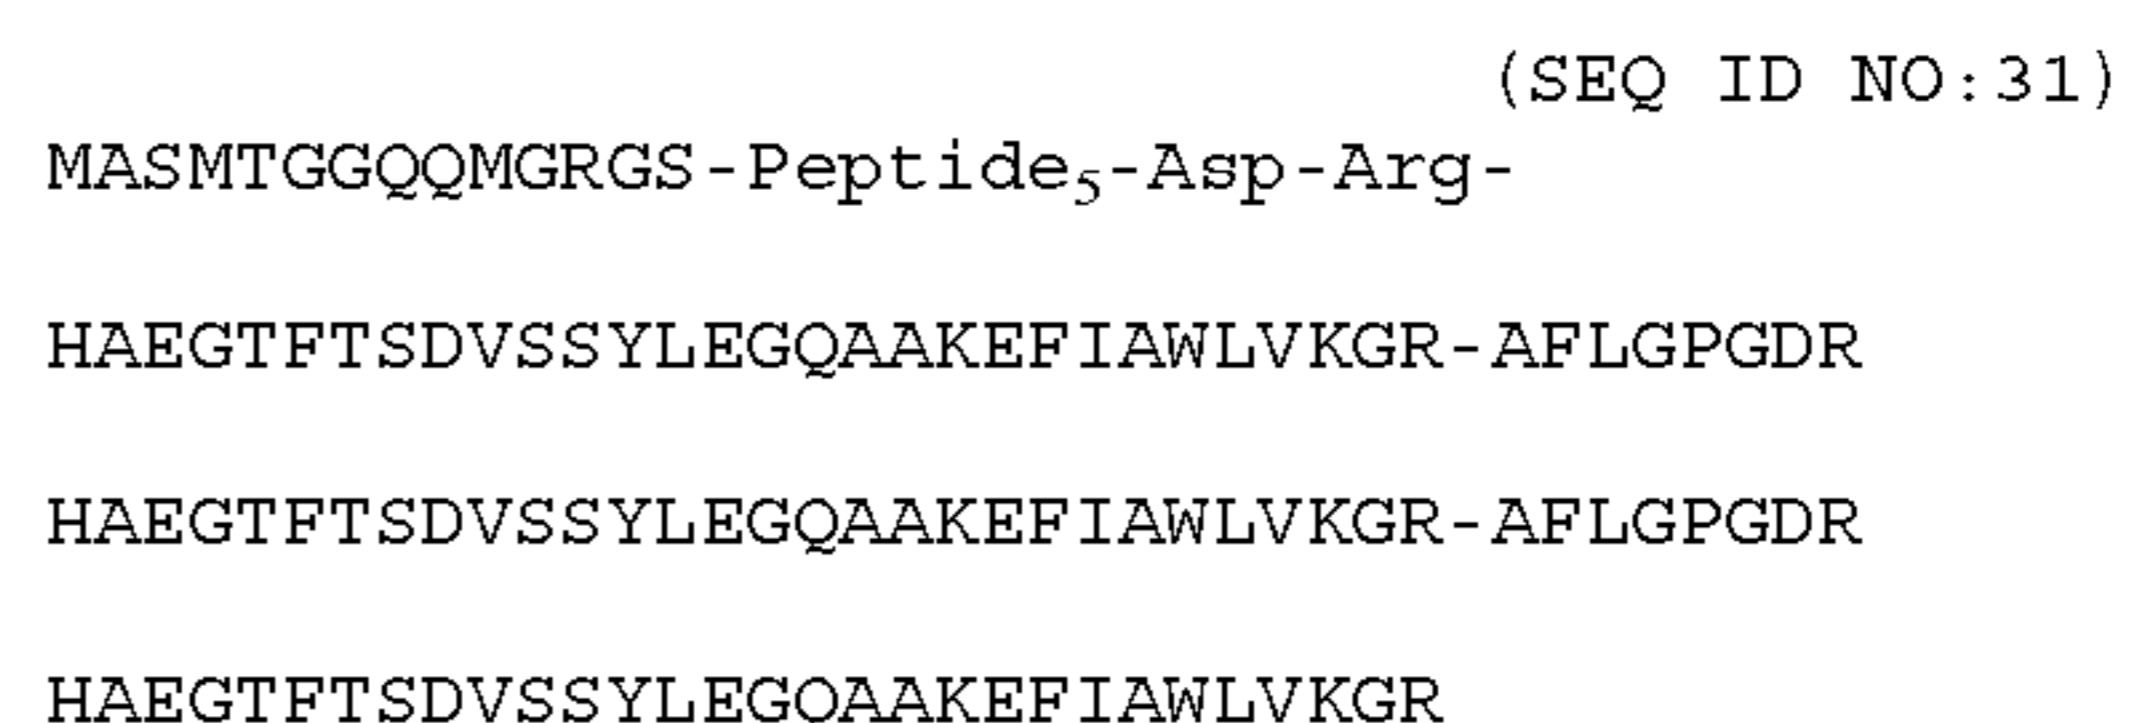 (SEQ ID NO:31)
MASMTGGQQMGRGS-Peptide₅-Asp-Arg-
HAEGTFTSDVSSYLEGQAAKEFIAWLVKGR-AFLGPGDR
HAEGTFTSDVSSYLEGQAAKEFIAWLVKGR-AFLGPGDR
HAEGTFTSDVSSYLEGQAAKEFIAWLVKGR